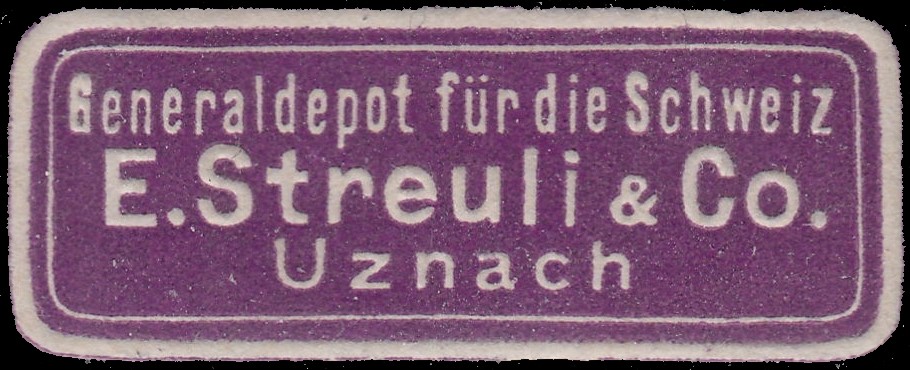 Generaldepot für die Schweiz
E. Streuli & Co.
Uznach